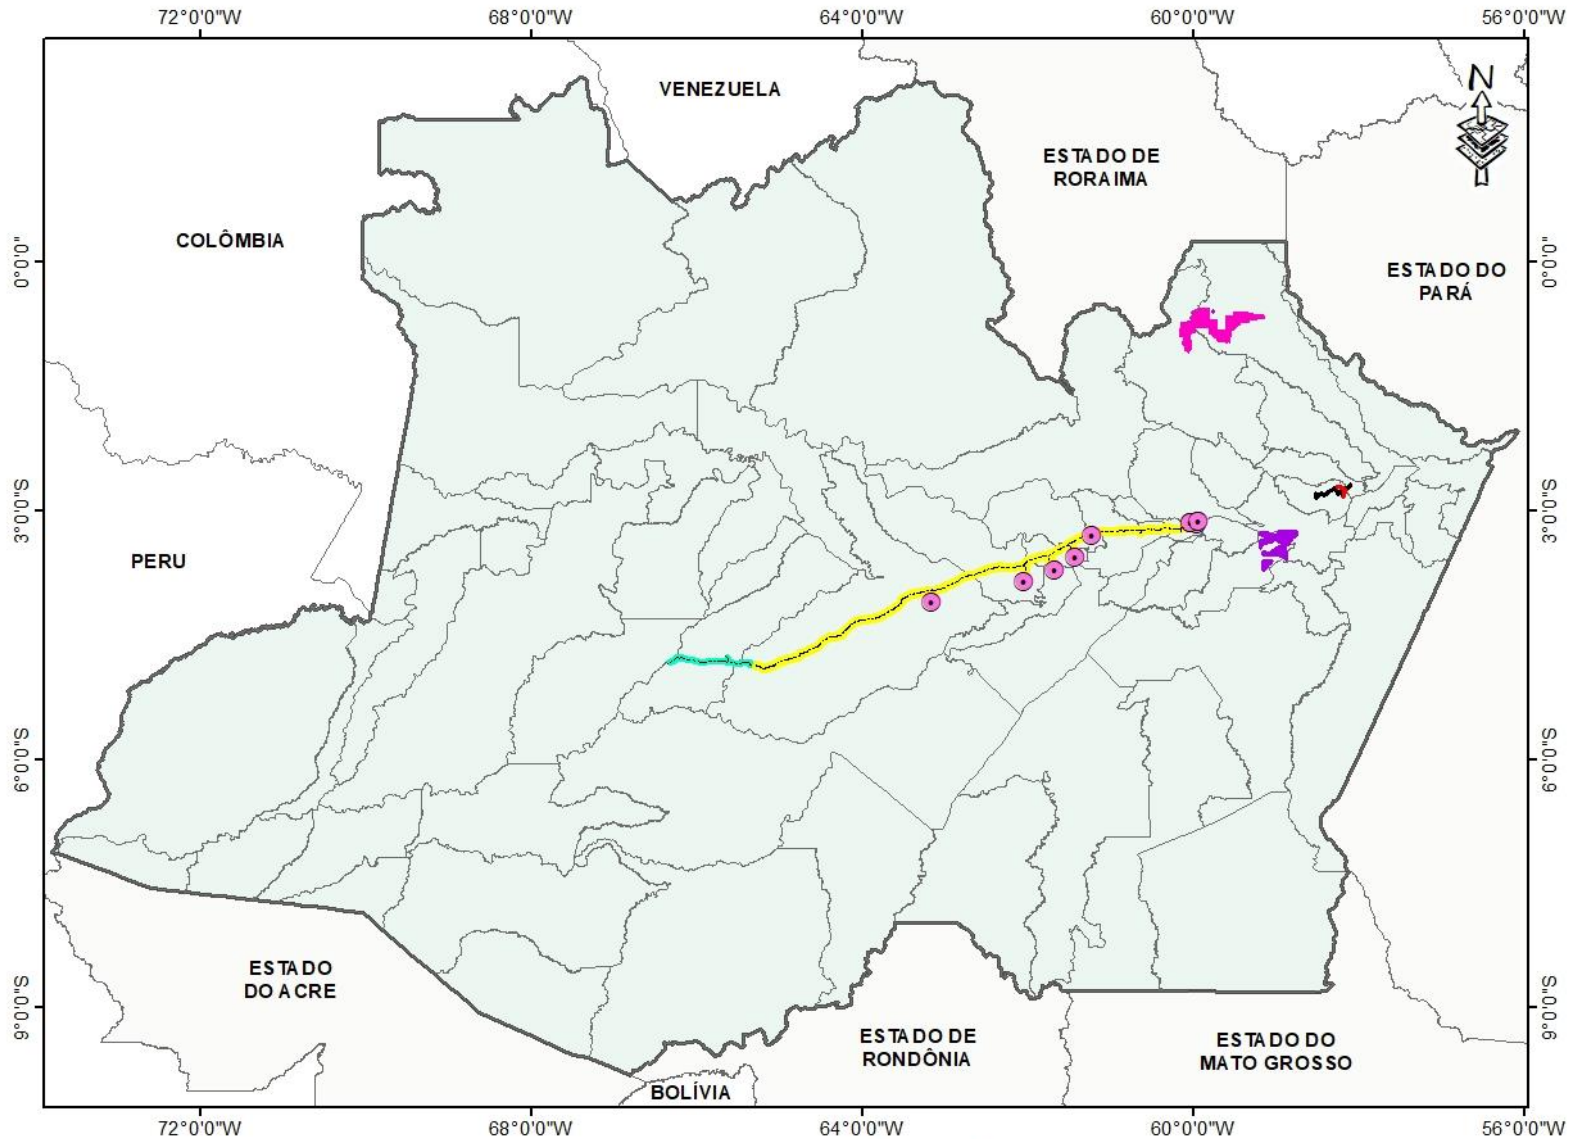 72°0'0"W 68°0'0"W 64°0'0"W 60°0'0"W 56°0'0"W
N
VENEZUELA
ESTADO DE
RORAIMA
COLÔMBIA
ESTADO DO
PARÁ
0°0'0"
0°0'0"
3°0'0"S
3°0'0"S
PERU
6°0'0"S
6°0'0"S
ESTADO
DO ACRE
9°0'0"S
9°0'0"S
ESTADO DE
RONDÔNIA
ESTADO DO
MATO GROSSO
BOLÍVIA
72°0'0"W 68°0'0"W 64°0'0"W 60°0'0"W 56°0'0"W